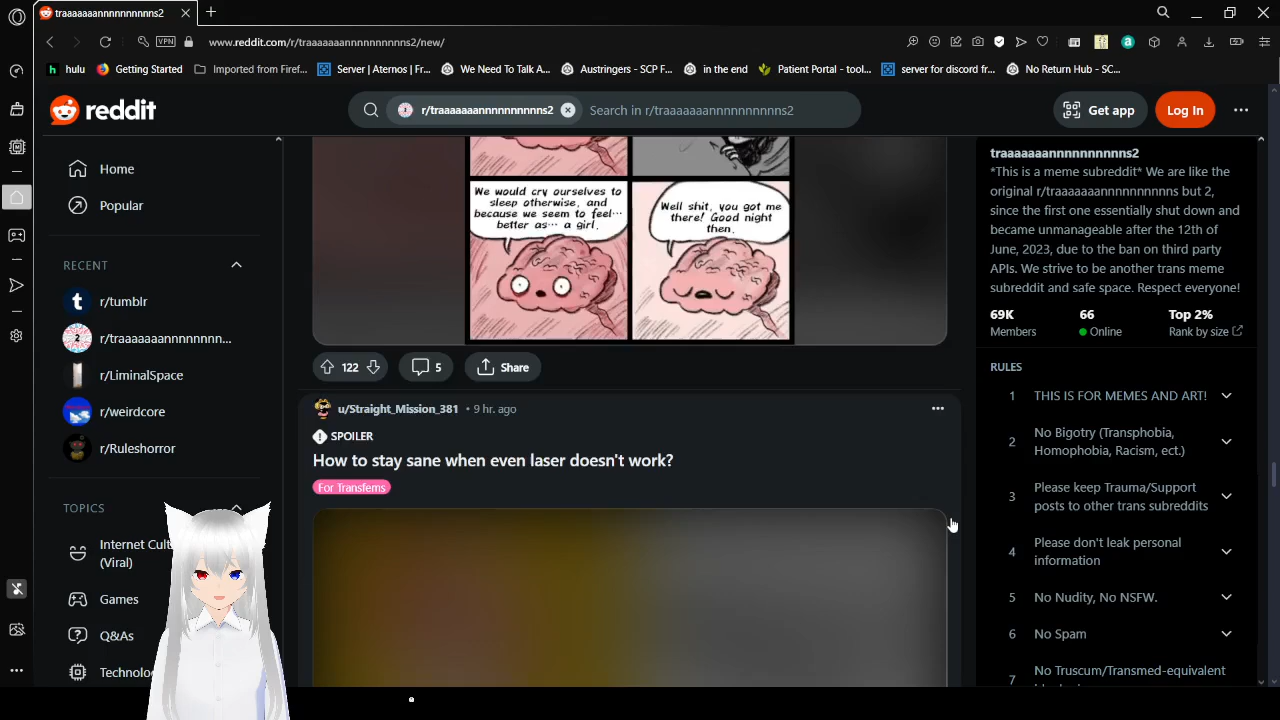 traaaaaaannnnnnnnnns2
VPN
www.reddit.com/r/traaaaaaannnnnnnnnns2/new/
hulu
Getting Started
Imported from Firef...
Server | Aternos | Fr...
We Need To Talk A...
Austringers - SCP F...
in the end
Patient Portal - tool...
server for discord fr...
No Return Hub - SC...
reddit
r/traaaaaaannnnnnnnnns2
Search in r/traaaaaaannnnnnnnnns2
Get app
Log In
Home
Popular
RECENT
r/tumblr
r/traaaaaaannnnnnn...
r/LiminalSpace
r/weirdcore
r/Ruleshorror
TOPICS
Internet Cult
(Viral)
Games
Q&As
Technolo
We would cry ourselves to
sleep otherwise, and
because we seem to feel...
better as... a girl.
Well shit, you got me
there! Good night
then.
122
5
Share
u/Straight_Mission_381 • 9 hr. ago
SPOILER
How to stay sane when even laser doesn't work?
For Transfems
traaaaaaannnnnnnnnns2
*This is a meme subreddit* We are like the
original r/traaaaaaannnnnnnnnns but 2,
since the first one essentially shut down and
became unmanageable after the 12th of
June, 2023, due to the ban on third party
APIs. We strive to be another trans meme
subreddit and safe space. Respect everyone!
69K
Members
66
Online
Top 2%
Rank by size
RULES
1 THIS IS FOR MEMES AND ART!
2 No Bigotry (Transphobia,
Homophobia, Racism, ect.)
3 Please keep Trauma/Support
posts to other trans subreddits
4 Please don't leak personal
information
5 No Nudity, No NSFW.
6 No Spam
7 No Truscum/Transmed-equivalent